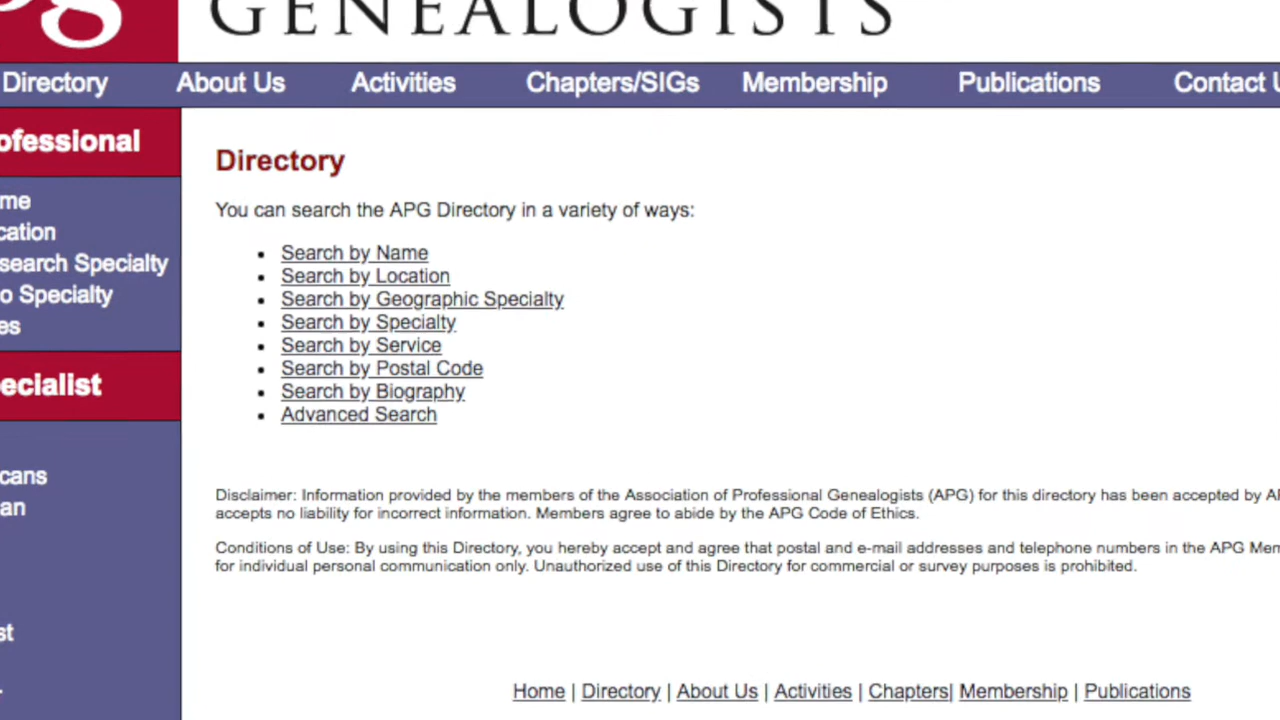 GENEALOGISTS
Directory About Us Activities Chapters/SIGs Membership Publications Contact
ofessional
me
cation
search Specialty
o Specialty
es
ecialist
cans
an
st
Directory
You can search the APG Directory in a variety of ways:
• Search by Name
• Search by Location
• Search by Geographic Specialty
• Search by Specialty
• Search by Service
• Search by Postal Code
• Search by Biography
• Advanced Search
Disclaimer: Information provided by the members of the Association of Professional Genealogists (APG) for this directory has been accepted by
accepts no liability for incorrect information. Members agree to abide by the APG Code of Ethics.
Conditions of Use: By using this Directory, you hereby accept and agree that postal and e-mail addresses and telephone numbers in the APG Mem
for individual personal communication only. Unauthorized use of this Directory for commercial or survey purposes is prohibited.
Home | Directory | About Us | Activities | Chapters| Membership | Publications